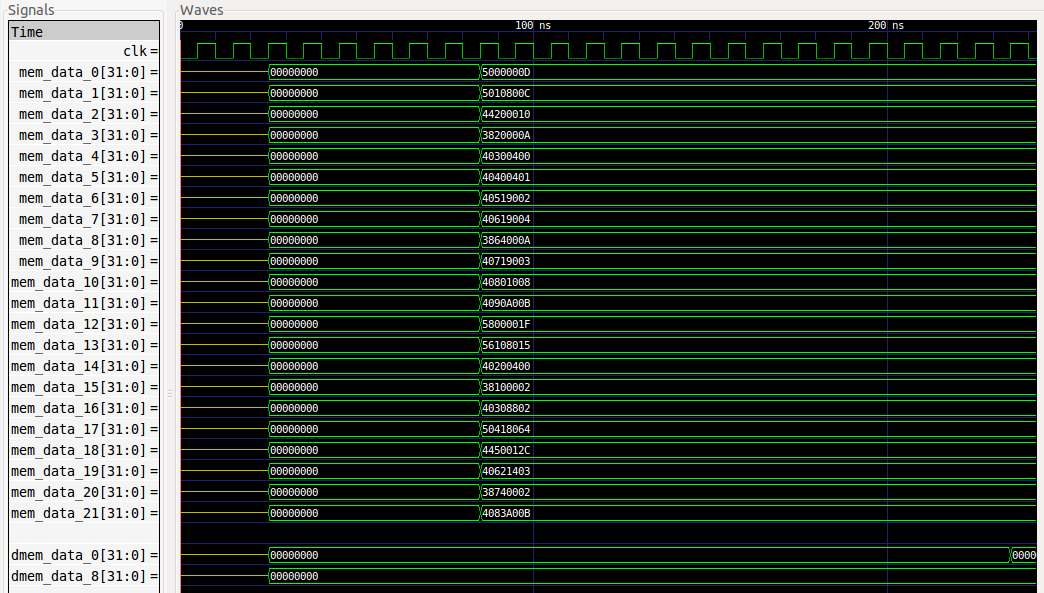 Signals Waves
Time 0 100 ns 200 ns
clk =
mem_data_0[31:0] = 00000000 5000000D
mem_data_1[31:0] = 00000000 5010800C
mem_data_2[31:0] = 00000000 44200010
mem_data_3[31:0] = 00000000 3820000A
mem_data_4[31:0] = 00000000 40300400
mem_data_5[31:0] = 00000000 40400401
mem_data_6[31:0] = 00000000 40519002
mem_data_7[31:0] = 00000000 40619004
mem_data_8[31:0] = 00000000 3864000A
mem_data_9[31:0] = 00000000 40719003
mem_data_10[31:0] = 00000000 40801008
mem_data_11[31:0] = 00000000 4090A00B
mem_data_12[31:0] = 00000000 5800001F
mem_data_13[31:0] = 00000000 56108015
mem_data_14[31:0] = 00000000 40200400
mem_data_15[31:0] = 00000000 38100002
mem_data_16[31:0] = 00000000 40308802
mem_data_17[31:0] = 00000000 50418064
mem_data_18[31:0] = 00000000 4450012C
mem_data_19[31:0] = 00000000 40621403
mem_data_20[31:0] = 00000000 38740002
mem_data_21[31:0] = 00000000 4083A00B
dmem_data_0[31:0] = 00000000 0000
dmem_data_8[31:0] = 00000000